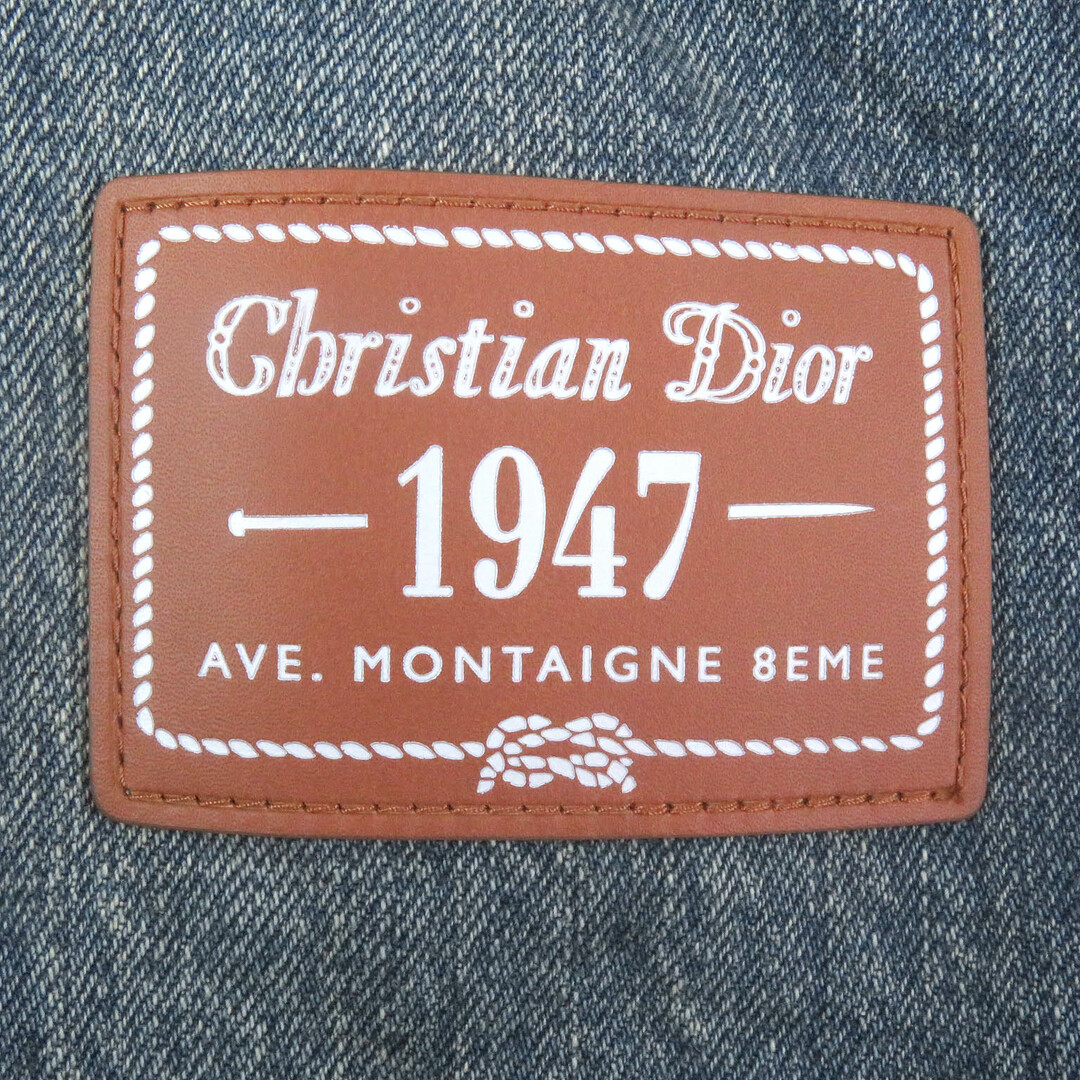 Christian Dior
1947
AVE. MONTAIGNE 8EME